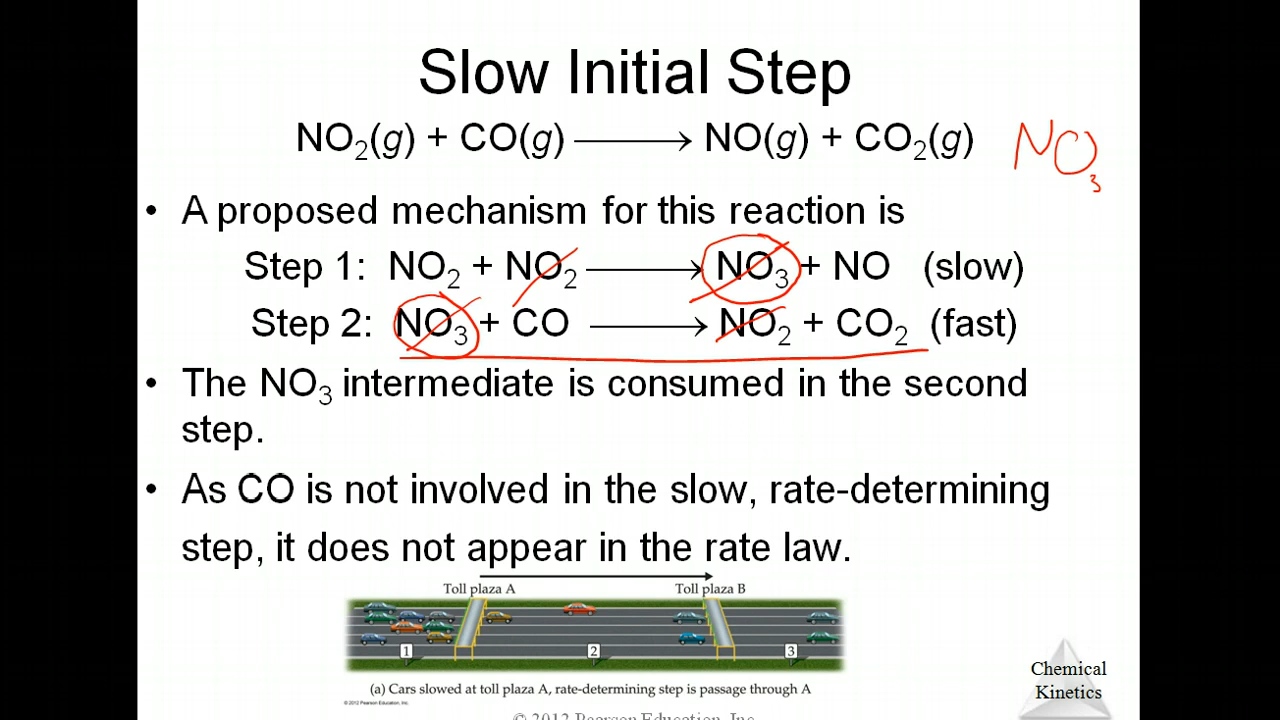 Slow Initial Step
NO₂(g) + CO(g) ⟶ NO(g) + CO₂(g) NO₃
• A proposed mechanism for this reaction is
Step 1: NO₂ + NO₂ ⟶ NO₃ + NO (slow)
Step 2: NO₃ + CO ⟶ NO₂ + CO₂ (fast)
• The NO₃ intermediate is consumed in the second
step.
• As CO is not involved in the slow, rate-determining
step, it does not appear in the rate law.
Toll plaza A Toll plaza B
1 2 3
(a) Cars slowed at toll plaza A, rate-determining step is passage through A
© 2012 Pearson Education, Inc.
Chemical
Kinetics
© 2012 Pearson Education, Inc.